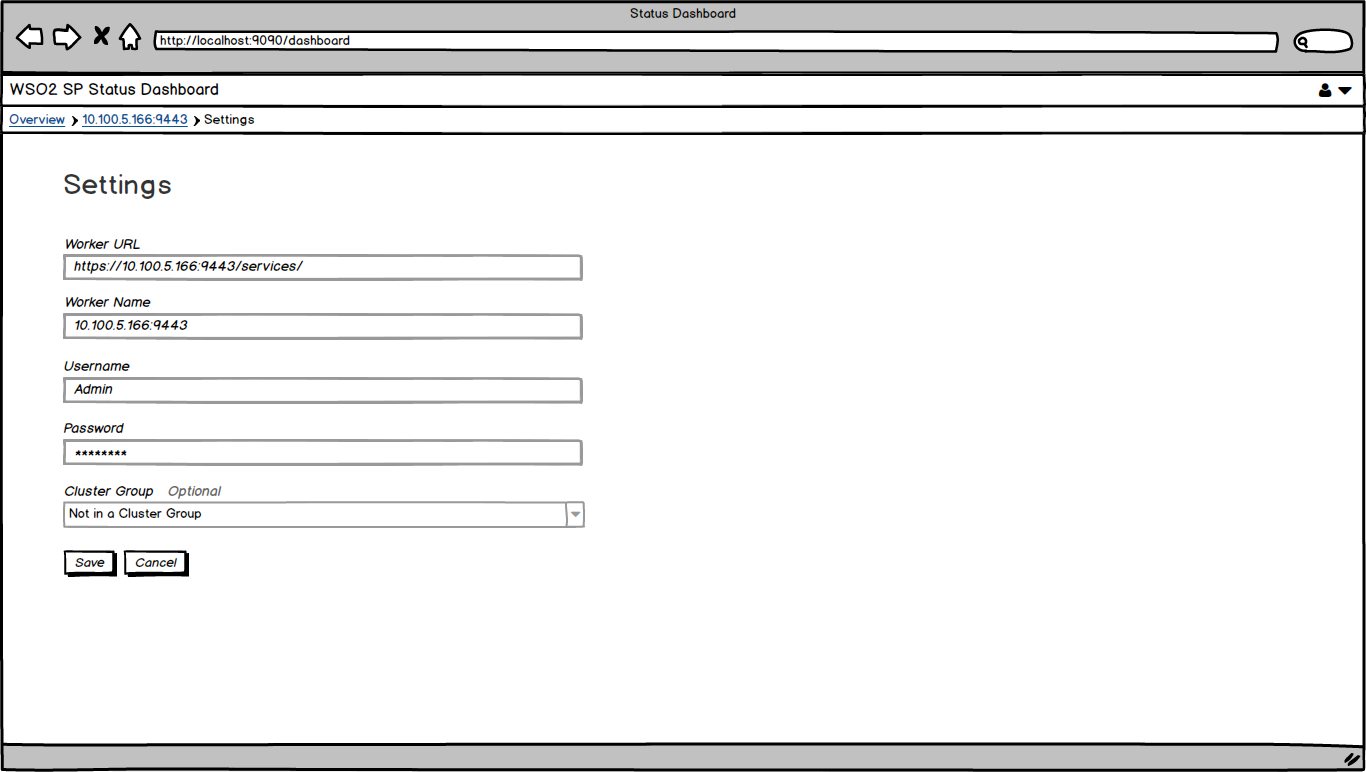 Status Dashboard
http://localhost:9090/dashboard
WSO2 SP Status Dashboard
Overview > 10.100.5.166:9443 > Settings
Settings
Worker URL
https://10.100.5.166:9443/services/
Worker Name
10.100.5.166:9443
Username
Admin
Password
********
Cluster Group Optional
Not in a Cluster Group
Save Cancel